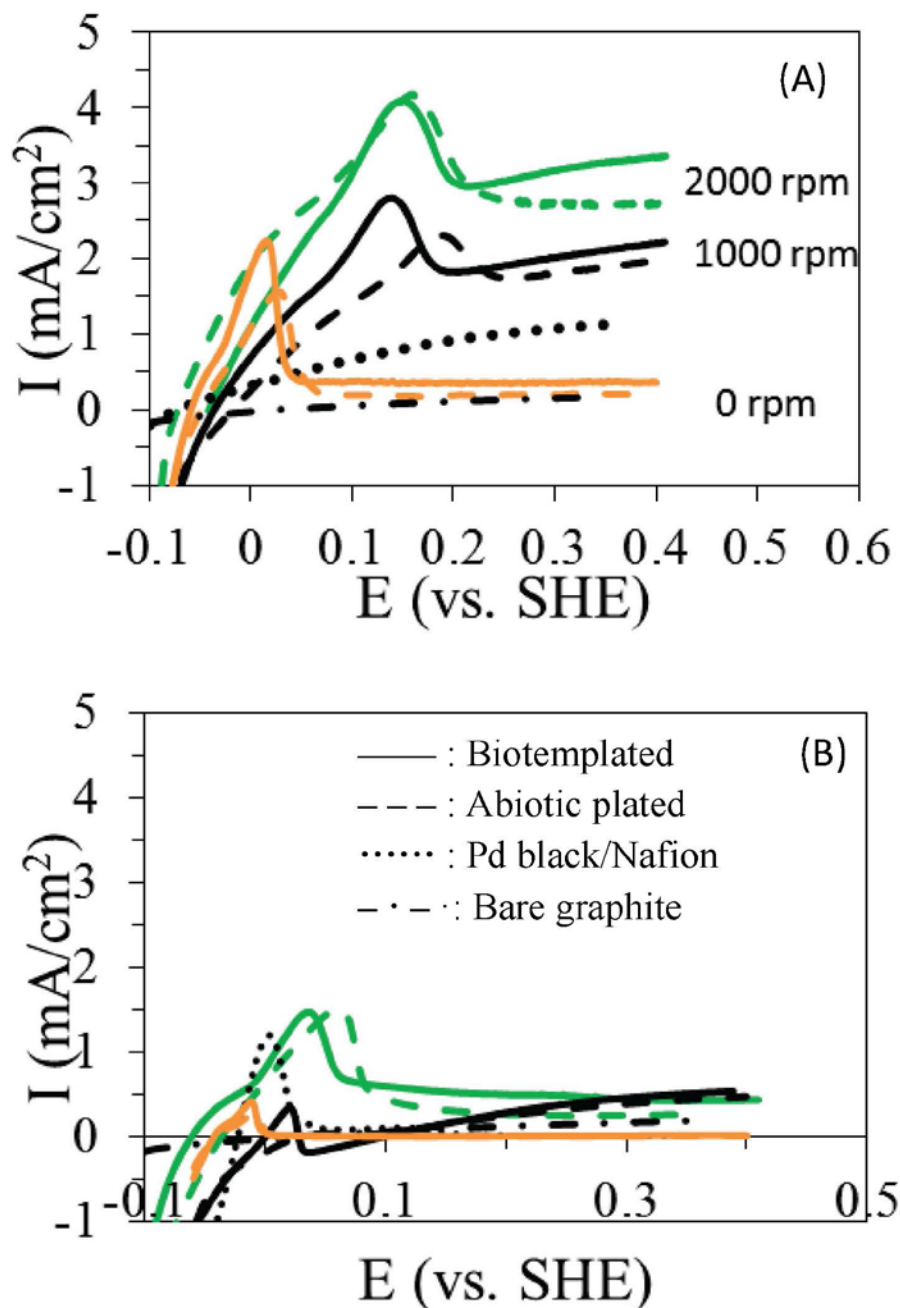 (A)
5
4
3
2
1
0
-1
I (mA/cm²)
2000 rpm
1000 rpm
0 rpm
-0.1 0 0.1 0.2 0.3 0.4 0.5 0.6
E (vs. SHE)
(B)
5
4
3
2
1
0
-1
I (mA/cm²)
: Biotemplated
: Abiotic plated
: Pd black/Nafion
: Bare graphite
-0.1 0.1 0.3 0.5
E (vs. SHE)